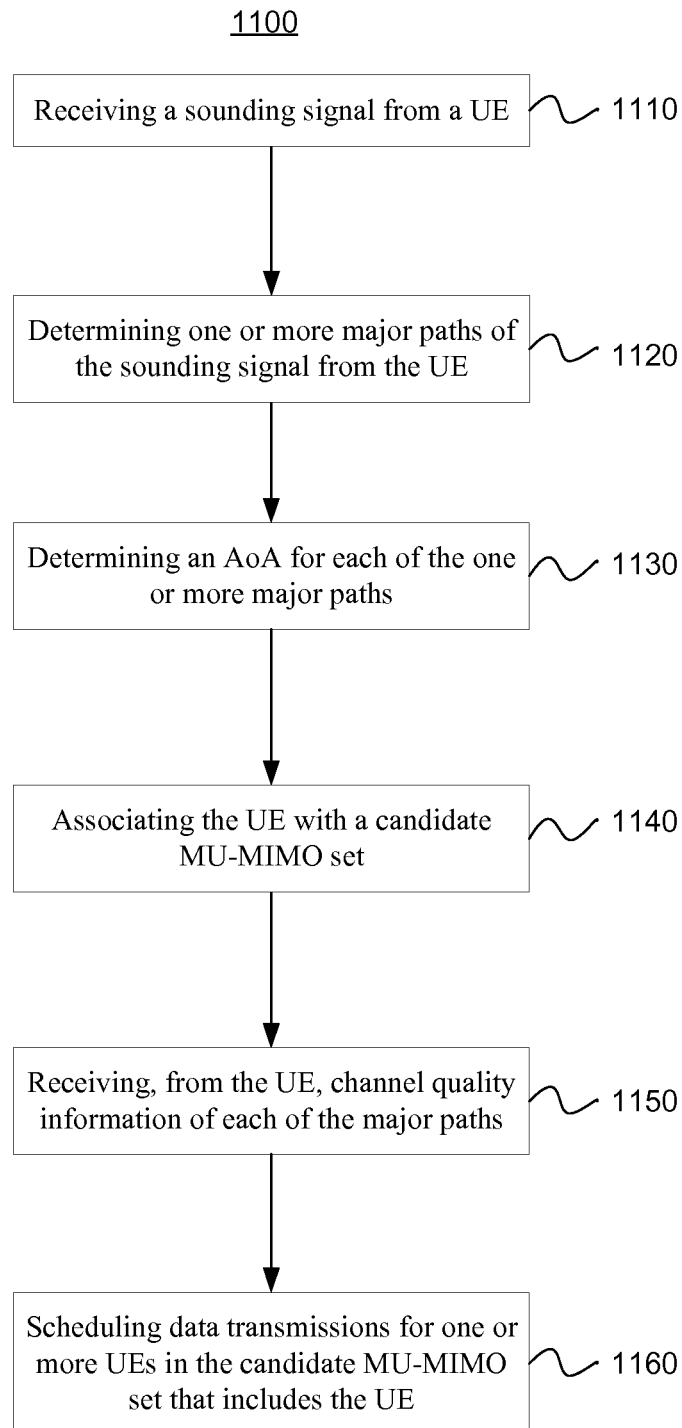 1100
Receiving a sounding signal from a UE
1110
Determining one or more major paths of
the sounding signal from the UE
1120
Determining an AoA for each of the one
or more major paths
1130
Associating the UE with a candidate
MU-MIMO set
1140
Receiving, from the UE, channel quality
information of each of the major paths
1150
Scheduling data transmissions for one or
more UEs in the candidate MU-MIMO
set that includes the UE
1160